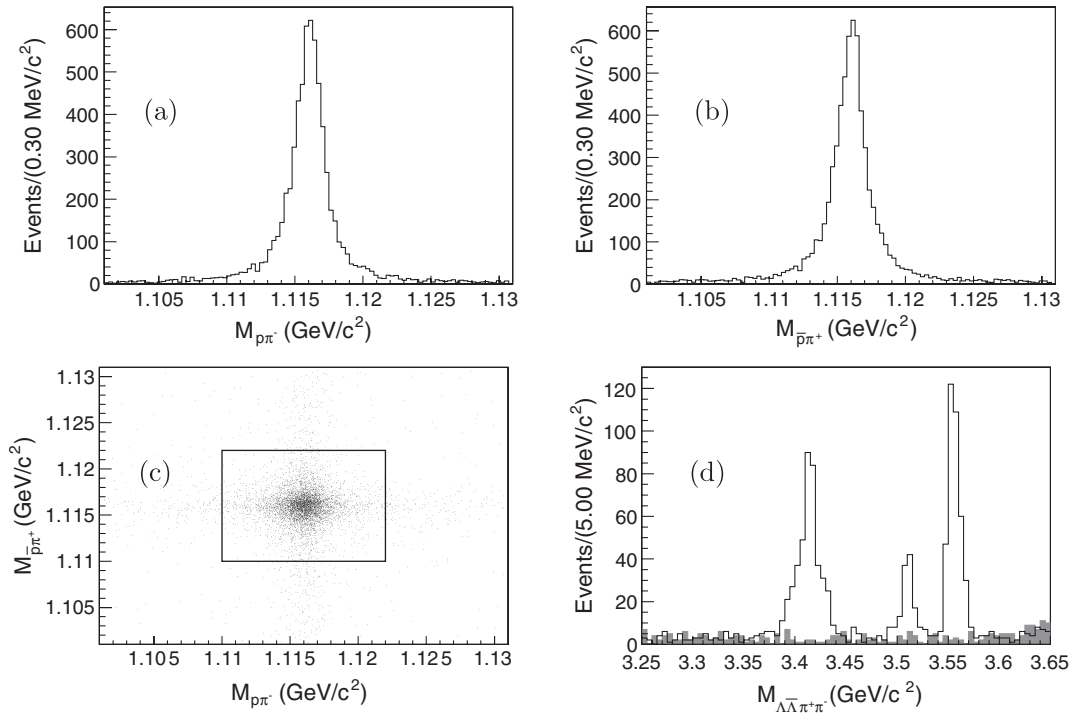 Events/(0.30 MeV/c²)
600
500
400
300
200
100
0
(a)
1.105 1.11 1.115 1.12 1.125 1.13
M_pπ⁻ (GeV/c²)
Events/(0.30 MeV/c²)
600
500
400
300
200
100
0
(b)
1.105 1.11 1.115 1.12 1.125 1.13
M_p̅π⁺ (GeV/c²)
M_p̅π⁺ (GeV/c²)
1.13
1.125
1.12
1.115
1.11
1.105
(c)
1.105 1.11 1.115 1.12 1.125 1.13
M_pπ⁻ (GeV/c²)
Events/(5.00 MeV/c²)
120
100
80
60
40
20
0
(d)
3.25 3.3 3.35 3.4 3.45 3.5 3.55 3.6 3.65
M_ΛΛ̅π⁺π⁻ (GeV/c²)